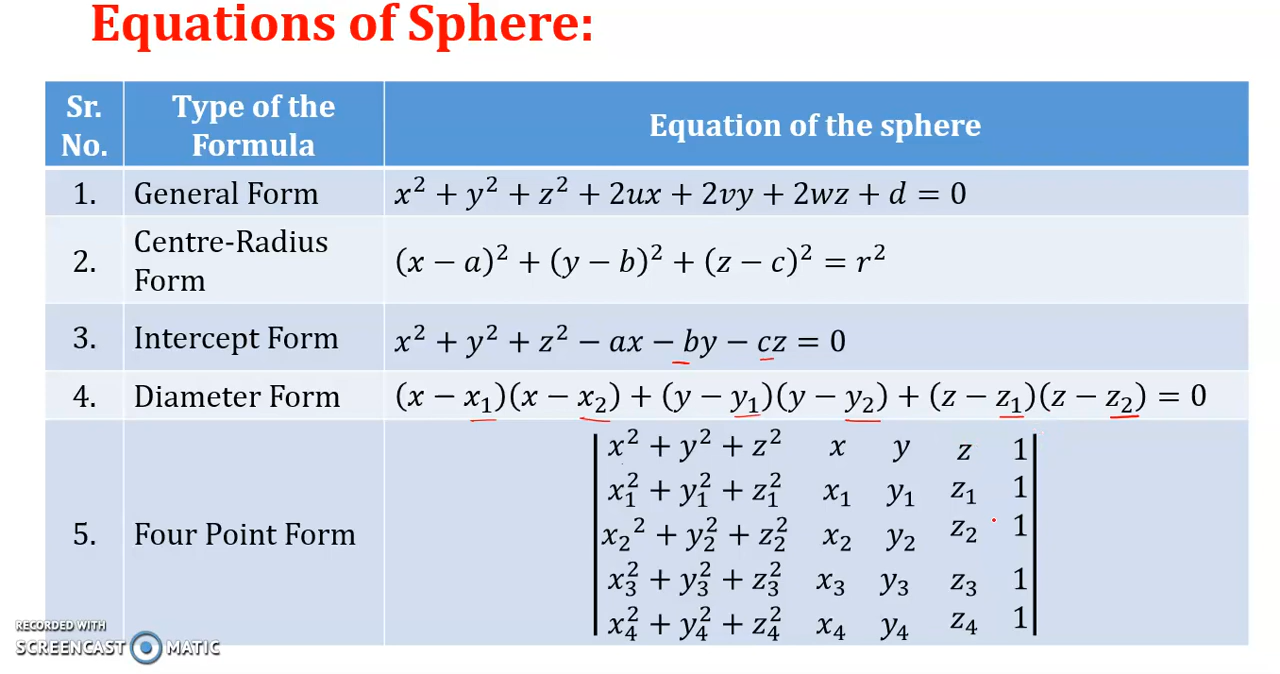 Equations of Sphere:
Sr. No. Type of the Formula Equation of the sphere
1. General Form x² + y² + z² + 2ux + 2vy + 2wz + d = 0
2. Centre-Radius Form (x − a)² + (y − b)² + (z − c)² = r²
3. Intercept Form x² + y² + z² − ax − by − cz = 0
4. Diameter Form (x − x₁)(x − x₂) + (y − y₁)(y − y₂) + (z − z₁)(z − z₂) = 0
5. Four Point Form
x² + y² + z² x y z 1
x₁² + y₁² + z₁² x₁ y₁ z₁ 1
x₂² + y₂² + z₂² x₂ y₂ z₂ 1
x₃² + y₃² + z₃² x₃ y₃ z₃ 1
x₄² + y₄² + z₄² x₄ y₄ z₄ 1
RECORDED WITH
SCREENCAST MATIC